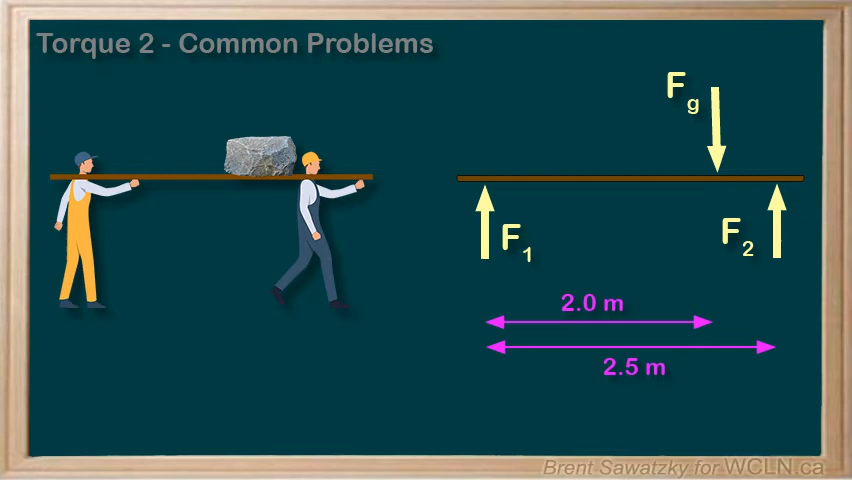 Torque 2 - Common Problems
Fg
F1
F2
2.0 m
2.5 m
Brent Sawatzky for WCLN.ca